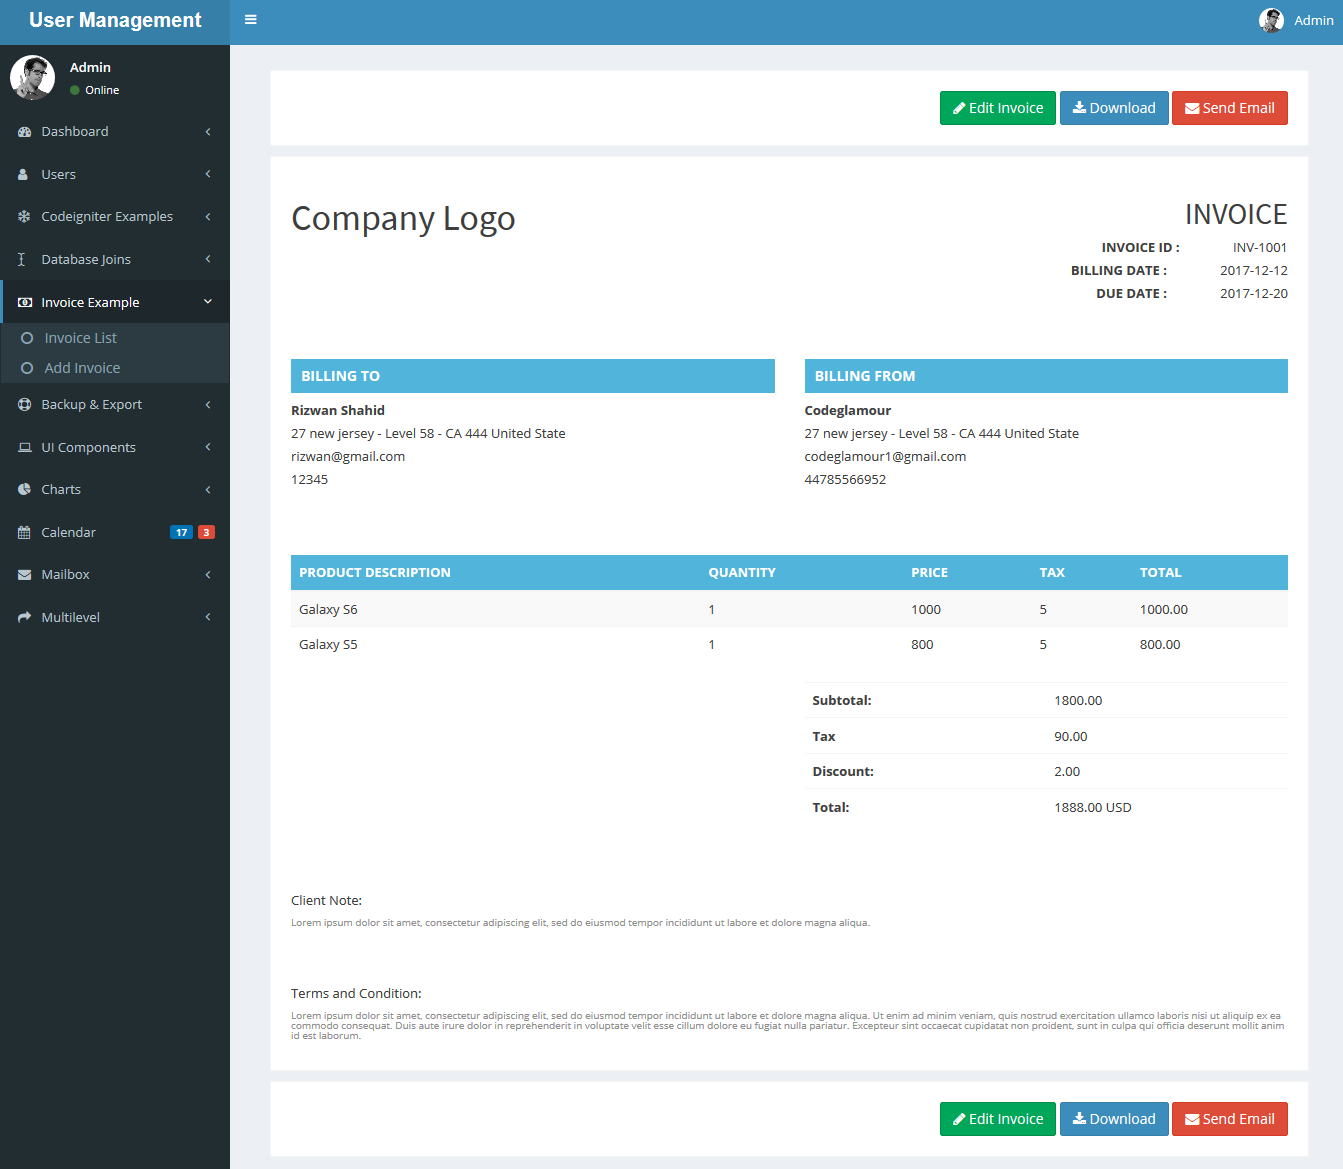 User Management
Admin
Admin
Online
Dashboard
Users
Codeigniter Examples
Database Joins
Invoice Example
Invoice List
Add Invoice
Backup & Export
UI Components
Charts
Calendar 17 3
Mailbox
Multilevel
Edit Invoice Download Send Email
Company Logo
INVOICE
INVOICE ID : INV-1001
BILLING DATE : 2017-12-12
DUE DATE : 2017-12-20
BILLING TO
Rizwan Shahid
27 new jersey - Level 58 - CA 444 United State
rizwan@gmail.com
12345
BILLING FROM
Codeglamour
27 new jersey - Level 58 - CA 444 United State
codeglamour1@gmail.com
44785566952
PRODUCT DESCRIPTION QUANTITY PRICE TAX TOTAL
Galaxy S6 1 1000 5 1000.00
Galaxy S5 1 800 5 800.00
Subtotal: 1800.00
Tax 90.00
Discount: 2.00
Total: 1888.00 USD
Client Note:
Lorem ipsum dolor sit amet, consectetur adipiscing elit, sed do eiusmod tempor incididunt ut labore et dolore magna aliqua.
Terms and Condition:
Lorem ipsum dolor sit amet, consectetur adipiscing elit, sed do eiusmod tempor incididunt ut labore et dolore magna aliqua. Ut enim ad minim veniam, quis nostrud exercitation ullamco laboris nisi ut aliquip ex ea
commodo consequat. Duis aute irure dolor in reprehenderit in voluptate velit esse cillum dolore eu fugiat nulla pariatur. Excepteur sint occaecat cupidatat non proident, sunt in culpa qui officia deserunt mollit anim
id est laborum.
Edit Invoice Download Send Email